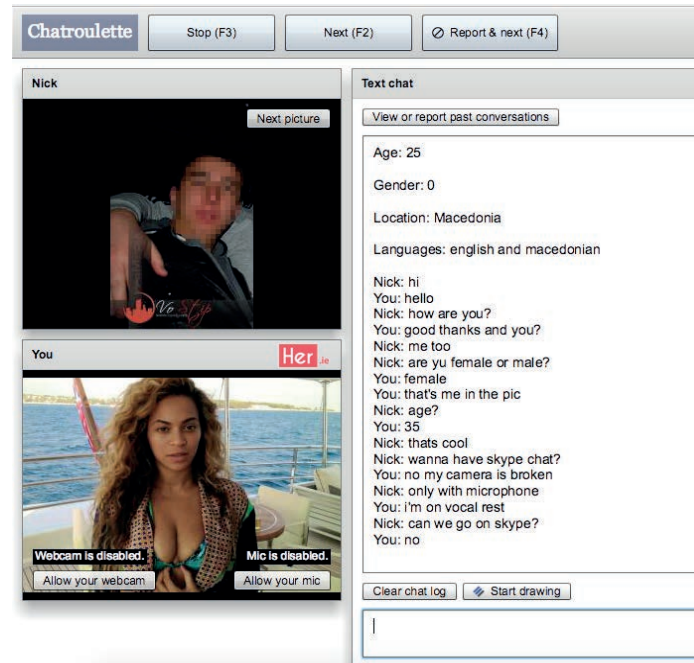 Chatroulette
Stop (F3)
Next (F2)
Report & next (F4)
Nick
Next picture
Vo Stip
You
Her.ie
Webcam is disabled.
Mic is disabled.
Allow your webcam
Allow your mic
Text chat
View or report past conversations
Age: 25
Gender: 0
Location: Macedonia
Languages: english and macedonian
Nick: hi
You: hello
Nick: how are you?
You: good thanks and you?
Nick: me too
Nick: are yu female or male?
You: female
You: that's me in the pic
Nick: age?
You: 35
Nick: thats cool
Nick: wanna have skype chat?
You: no my camera is broken
Nick: only with microphone
You: i'm on vocal rest
Nick: can we go on skype?
You: no
Clear chat log
Start drawing